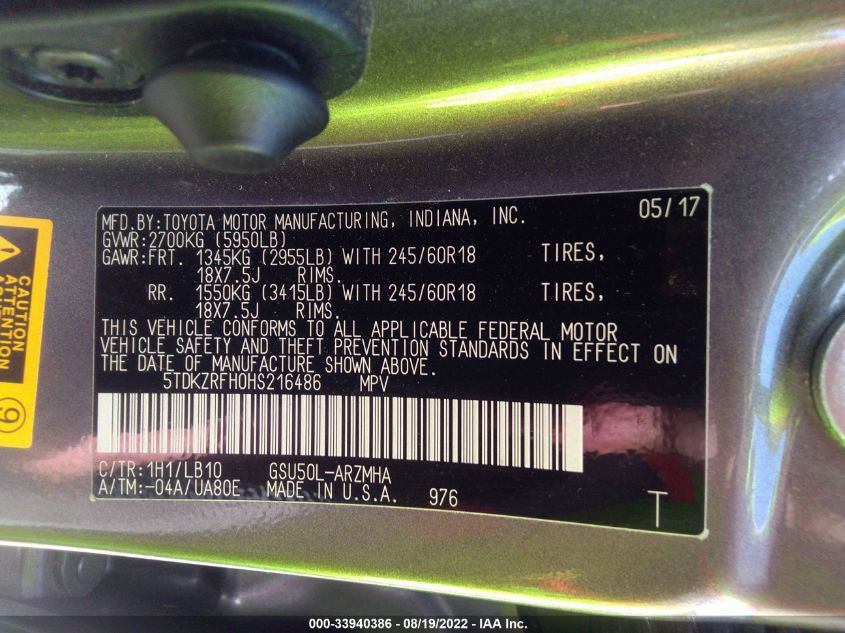 MFD.BY:TOYOTA MOTOR MANUFACTURING, INDIANA, INC. 05/17
GVWR:2700KG (5950LB)
GAWR:FRT. 1345KG (2955LB) WITH 245/60R18 TIRES,
18X7.5J RIMS.
RR. 1550KG (3415LB) WITH 245/60R18 TIRES,
18X7.5J RIMS.
THIS VEHICLE CONFORMS TO ALL APPLICABLE FEDERAL MOTOR
VEHICLE SAFETY AND THEFT PREVENTION STANDARDS IN EFFECT ON
THE DATE OF MANUFACTURE SHOWN ABOVE.
5TDKZRFH0HS216486 MPV
C/TR:1H1/LB10 GSU50L-ARZMHA
A/TM:-04A/UA80E MADE IN U.S.A. 976
T
CAUTION
ATTENTION
9
000-33940386 - 08/19/2022 - IAA Inc.